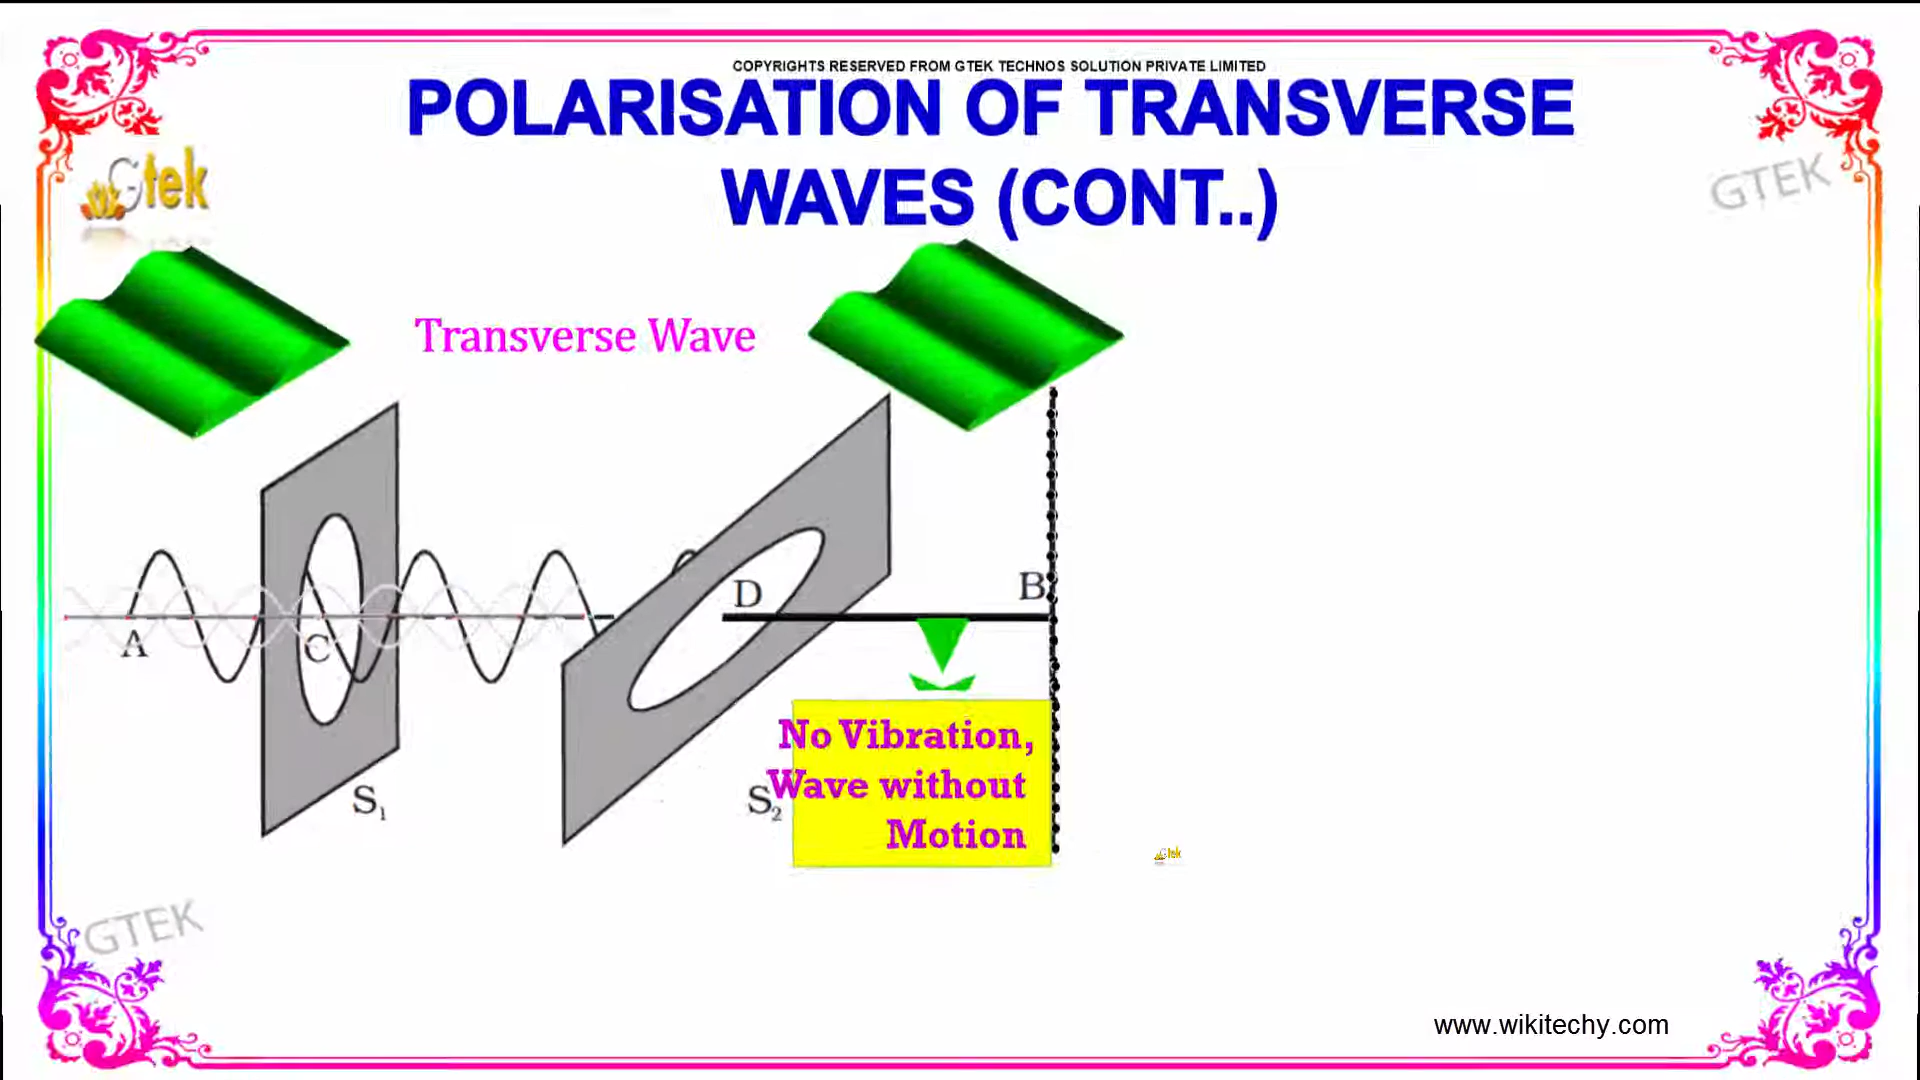 COPYRIGHTS RESERVED FROM GTEK TECHNOS SOLUTION PRIVATE LIMITED
POLARISATION OF TRANSVERSE
WAVES (CONT..)
Gtek
GTEK
Transverse Wave
D
B
A
C
No Vibration,
Wave without
Motion
S₁
S₂
Gtek
GTEK
www.wikitechy.com